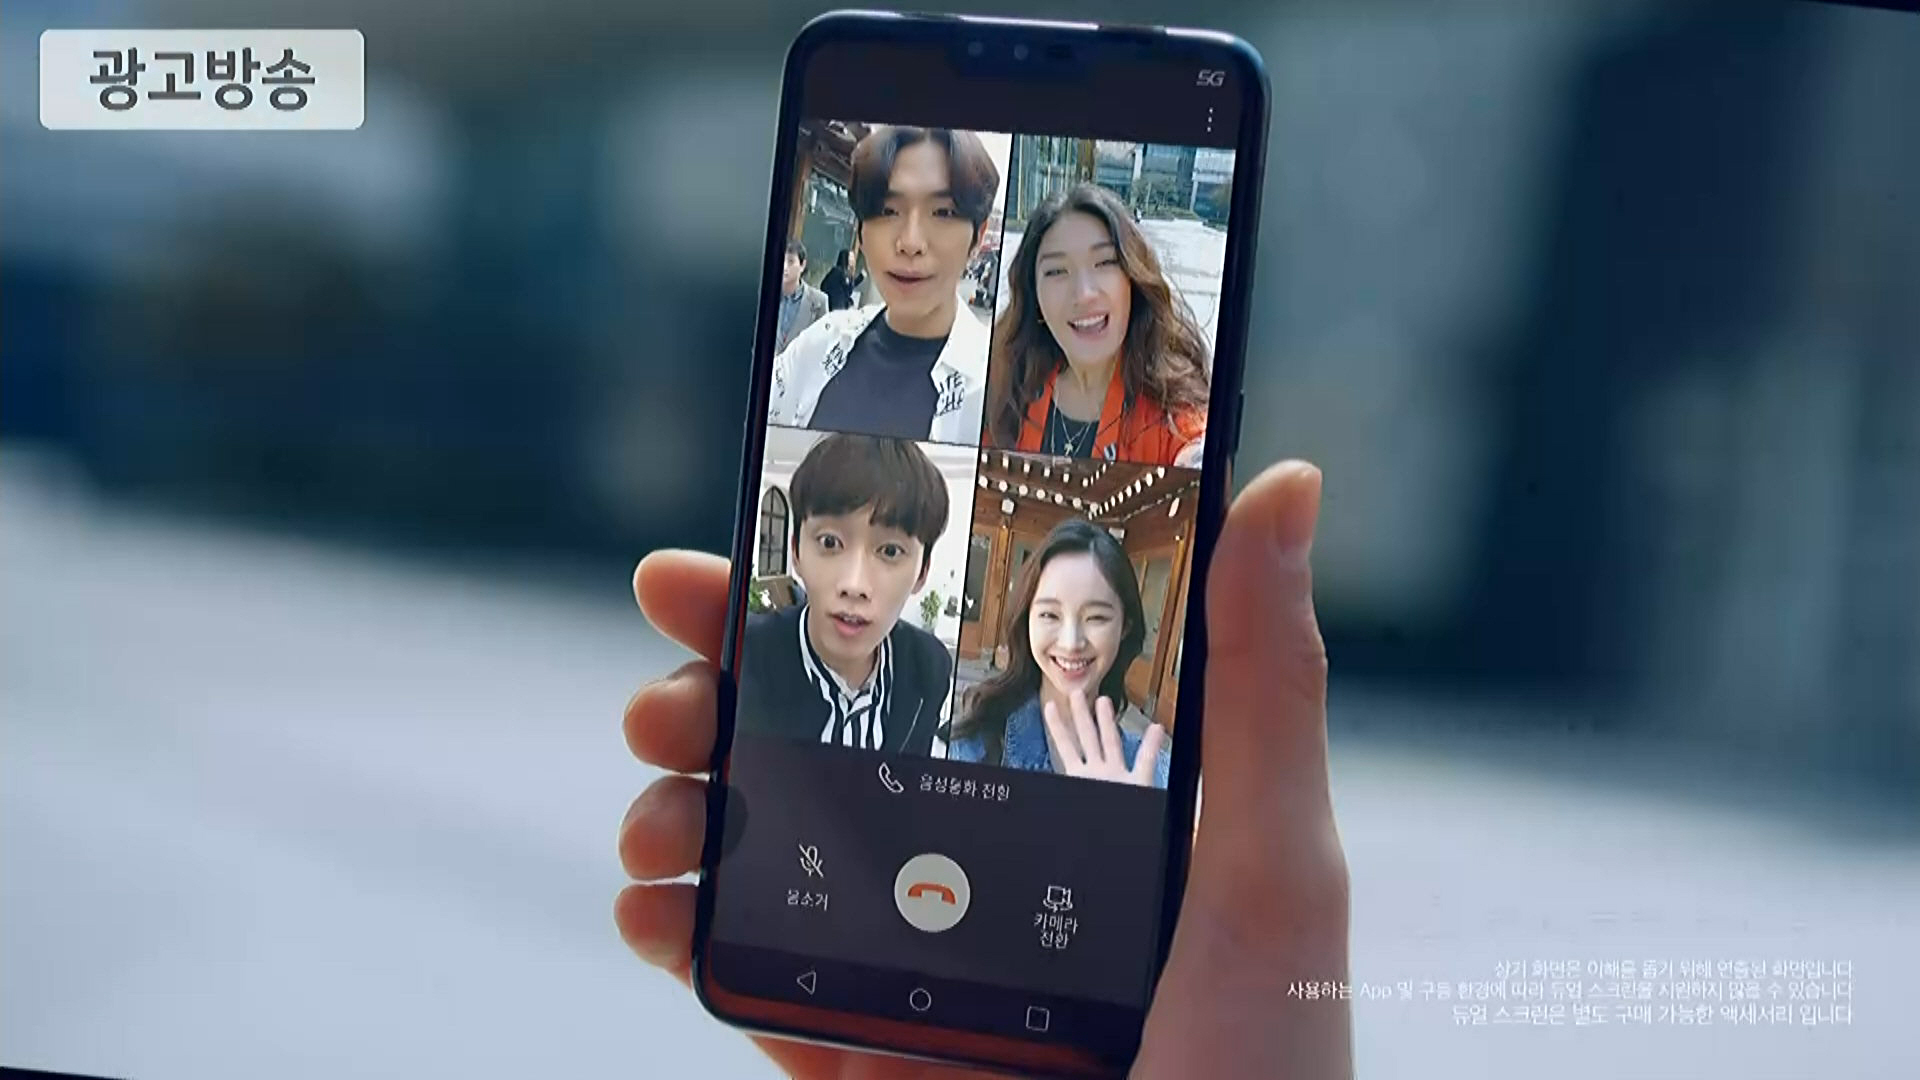 광고방송
5G
음성통화 전환
음소거
카메라
전환
상기 화면은 이해를 돕기 위해 연출된 화면입니다
사용하는 App 및 구동 환경에 따라 듀얼 스크린을 지원하지 않을 수 있습니다
듀얼 스크린은 별도 구매 가능한 액세서리 입니다